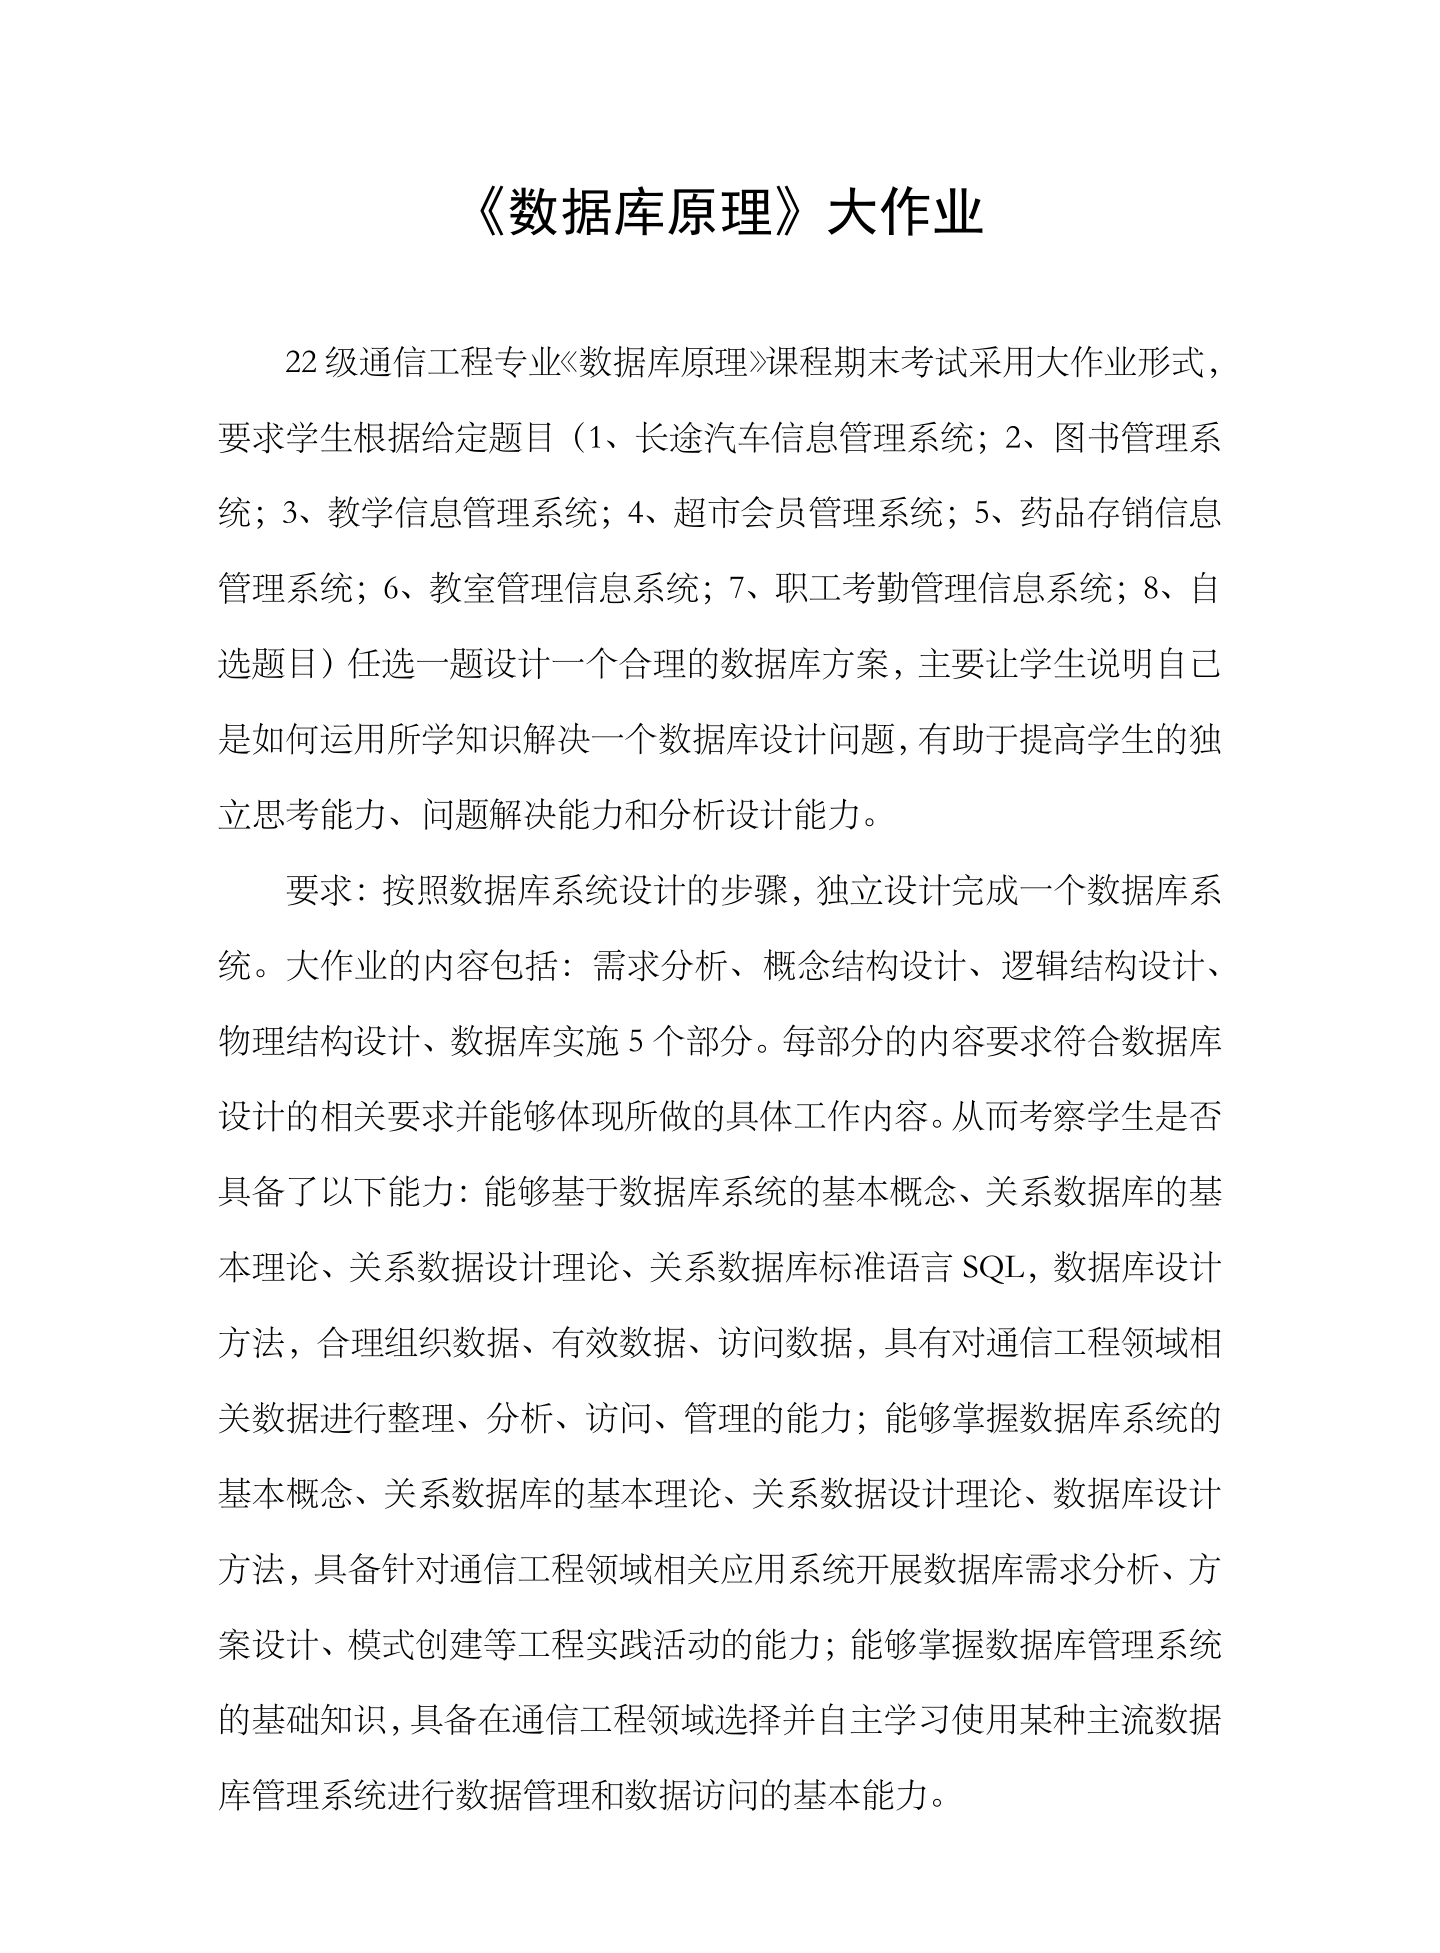 《数据库原理》大作业
22 级通信工程专业《数据库原理》课程期末考试采用大作业形式，
要求学生根据给定题目（1、长途汽车信息管理系统；2、图书管理系
统；3、教学信息管理系统；4、超市会员管理系统；5、药品存销信息
管理系统；6、教室管理信息系统；7、职工考勤管理信息系统；8、自
选题目）任选一题设计一个合理的数据库方案，主要让学生说明自己
是如何运用所学知识解决一个数据库设计问题，有助于提高学生的独
立思考能力、问题解决能力和分析设计能力。
要求：按照数据库系统设计的步骤，独立设计完成一个数据库系
统。大作业的内容包括：需求分析、概念结构设计、逻辑结构设计、
物理结构设计、数据库实施 5 个部分。每部分的内容要求符合数据库
设计的相关要求并能够体现所做的具体工作内容。从而考察学生是否
具备了以下能力：能够基于数据库系统的基本概念、关系数据库的基
本理论、关系数据设计理论、关系数据库标准语言 SQL，数据库设计
方法，合理组织数据、有效数据、访问数据，具有对通信工程领域相
关数据进行整理、分析、访问、管理的能力；能够掌握数据库系统的
基本概念、关系数据库的基本理论、关系数据设计理论、数据库设计
方法，具备针对通信工程领域相关应用系统开展数据库需求分析、方
案设计、模式创建等工程实践活动的能力；能够掌握数据库管理系统
的基础知识，具备在通信工程领域选择并自主学习使用某种主流数据
库管理系统进行数据管理和数据访问的基本能力。